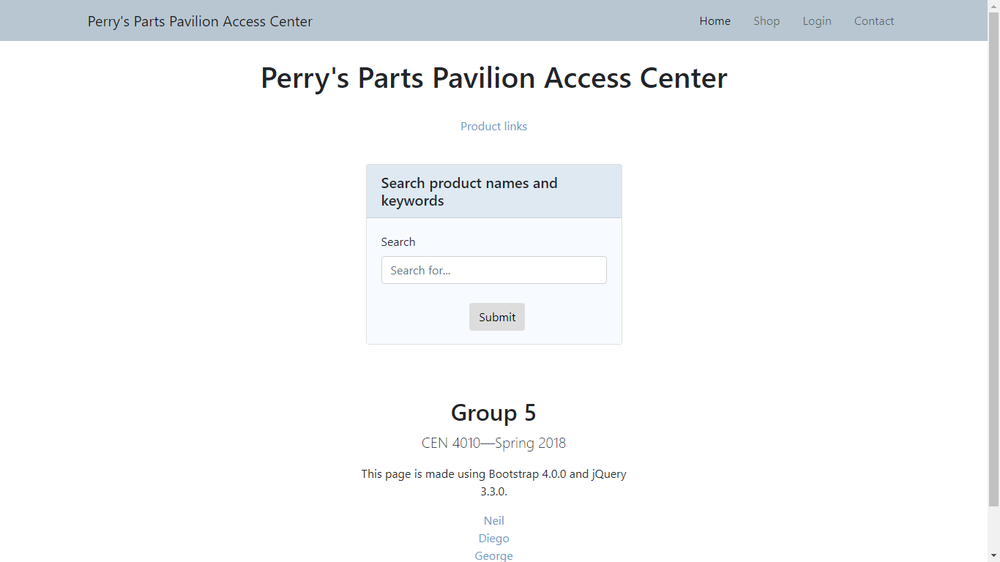 Perry's Parts Pavilion Access Center Home Shop Login Contact
Perry's Parts Pavilion Access Center
Product links
Search product names and
keywords
Search
Search for...
Submit
Group 5
CEN 4010—Spring 2018
This page is made using Bootstrap 4.0.0 and jQuery
3.3.0.
Neil
Diego
George